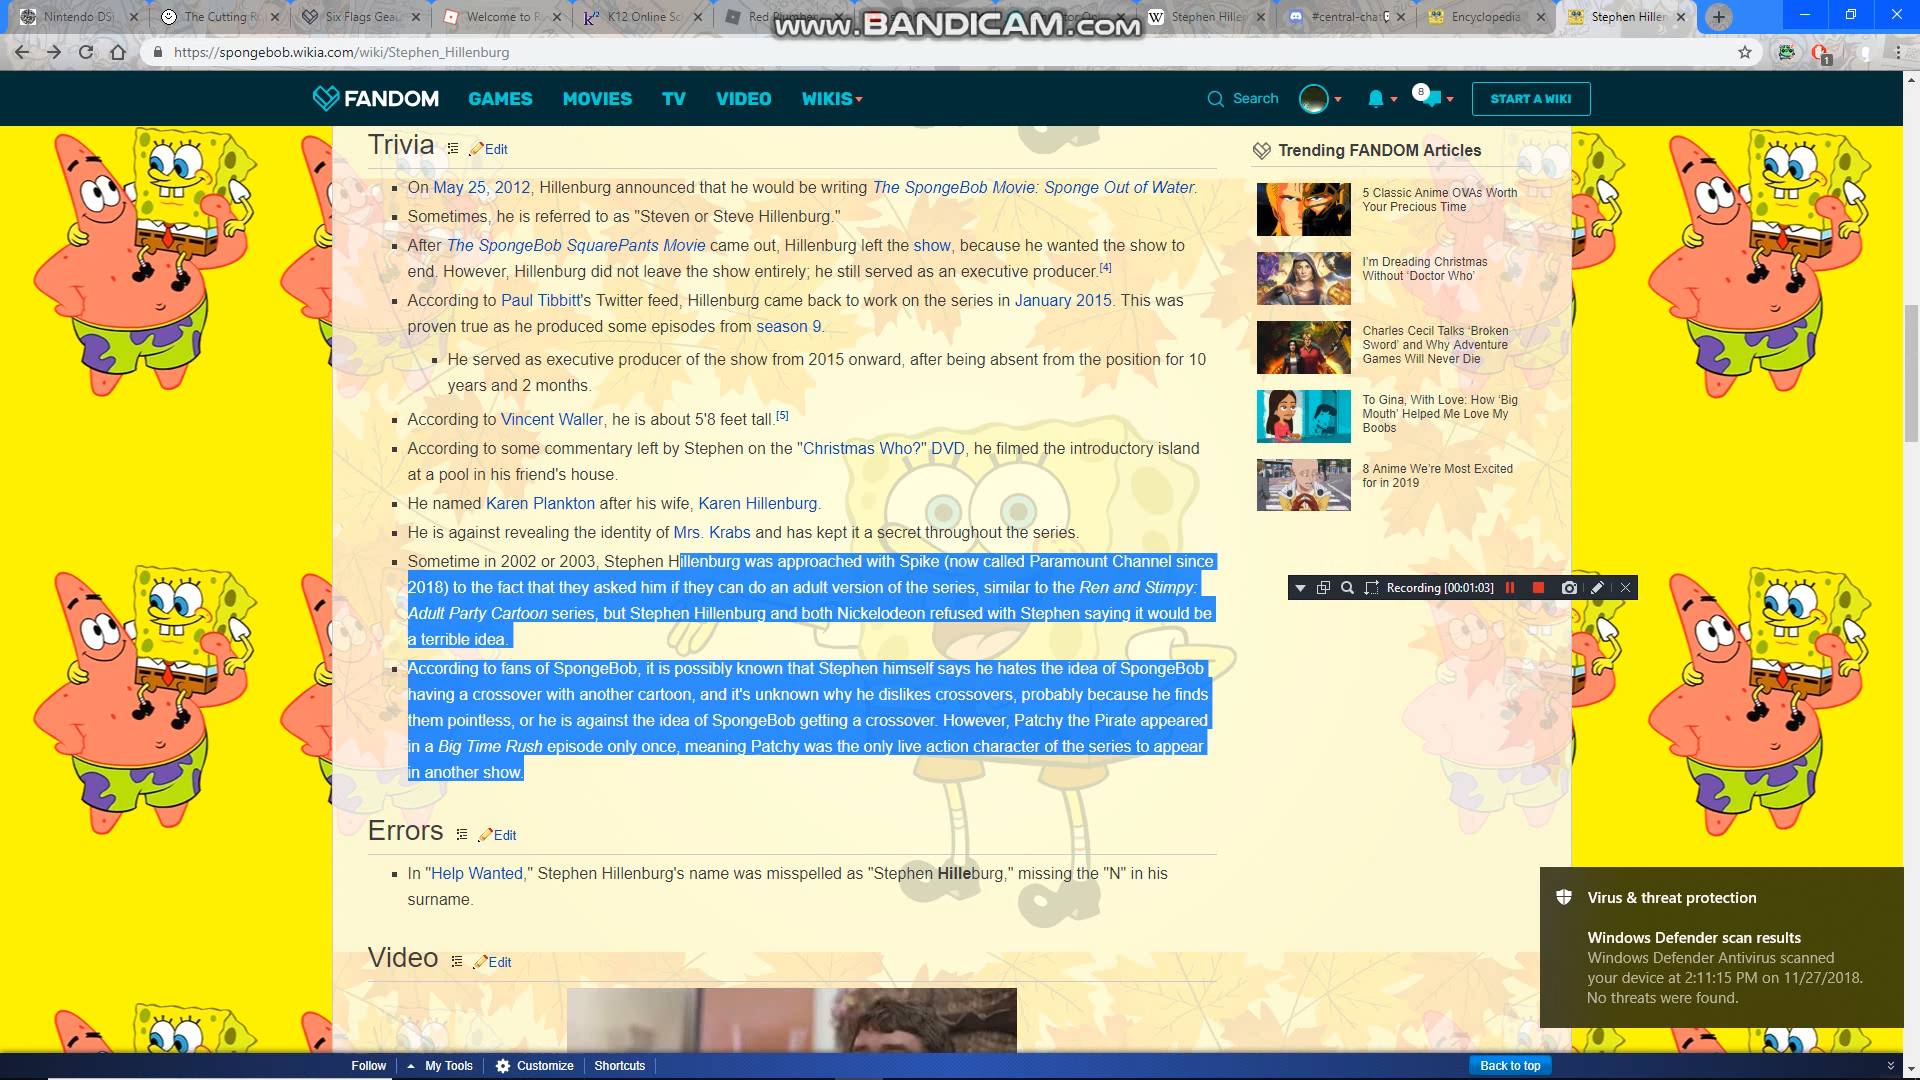 Nintendo DS
The Cutting R
Six Flags Grea
Welcome to R
K12 Online Sc
Red Plumber
Stephen Hille
#central-chat
Encyclopedia
Stephen Hiller
www.BANDICAM.com
https://spongebob.wikia.com/wiki/Stephen_Hillenburg
1
FANDOM
GAMES
MOVIES
TV
VIDEO
WIKIS
Search
8
START A WIKI
Trivia
Edit
On May 25, 2012, Hillenburg announced that he would be writing The SpongeBob Movie: Sponge Out of Water.
Sometimes, he is referred to as "Steven or Steve Hillenburg."
After The SpongeBob SquarePants Movie came out, Hillenburg left the show, because he wanted the show to
end. However, Hillenburg did not leave the show entirely; he still served as an executive producer.[4]
According to Paul Tibbitt's Twitter feed, Hillenburg came back to work on the series in January 2015. This was
proven true as he produced some episodes from season 9.
He served as executive producer of the show from 2015 onward, after being absent from the position for 10
years and 2 months.
According to Vincent Waller, he is about 5'8 feet tall.[5]
According to some commentary left by Stephen on the "Christmas Who?" DVD, he filmed the introductory island
at a pool in his friend's house.
He named Karen Plankton after his wife, Karen Hillenburg.
He is against revealing the identity of Mrs. Krabs and has kept it a secret throughout the series.
Sometime in 2002 or 2003, Stephen Hillenburg was approached with Spike (now called Paramount Channel since
2018) to the fact that they asked him if they can do an adult version of the series, similar to the Ren and Stimpy:
Adult Party Cartoon series, but Stephen Hillenburg and both Nickelodeon refused with Stephen saying it would be
a terrible idea.
According to fans of SpongeBob, it is possibly known that Stephen himself says he hates the idea of SpongeBob
having a crossover with another cartoon, and it's unknown why he dislikes crossovers, probably because he finds
them pointless, or he is against the idea of SpongeBob getting a crossover. However, Patchy the Pirate appeared
in a Big Time Rush episode only once, meaning Patchy was the only live action character of the series to appear
in another show.
Errors
Edit
In "Help Wanted," Stephen Hillenburg's name was misspelled as "Stephen Hilleburg," missing the "N" in his
surname.
Video
Edit
Trending FANDOM Articles
5 Classic Anime OVAs Worth
Your Precious Time
I'm Dreading Christmas
Without 'Doctor Who'
Charles Cecil Talks 'Broken
Sword' and Why Adventure
Games Will Never Die
To Gina, With Love: How 'Big
Mouth' Helped Me Love My
Boobs
8 Anime We're Most Excited
for in 2019
Recording [00:01:03]
Virus & threat protection
Windows Defender scan results
Windows Defender Antivirus scanned
your device at 2:11:15 PM on 11/27/2018.
No threats were found.
Follow
My Tools
Customize
Shortcuts
Back to top